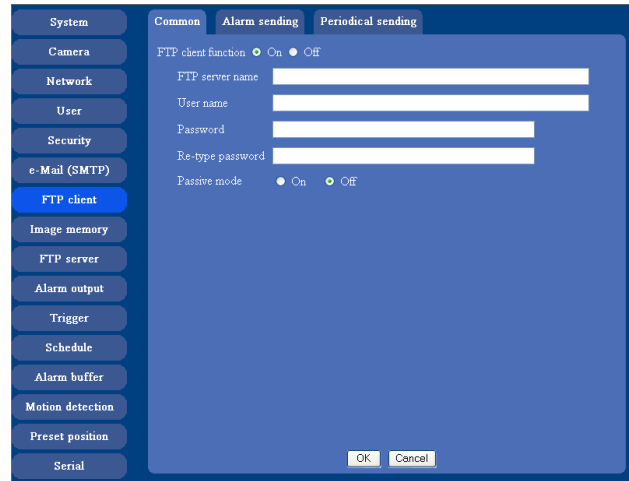 System
Camera
Network
User
Security
e-Mail (SMTP)
FTP client
Image memory
FTP server
Alarm output
Trigger
Schedule
Alarm buffer
Motion detection
Preset position
Serial
Common Alarm sending Periodical sending
FTP client function On Off
FTP server name
User name
Password
Re-type password
Passive mode On Off
OK Cancel